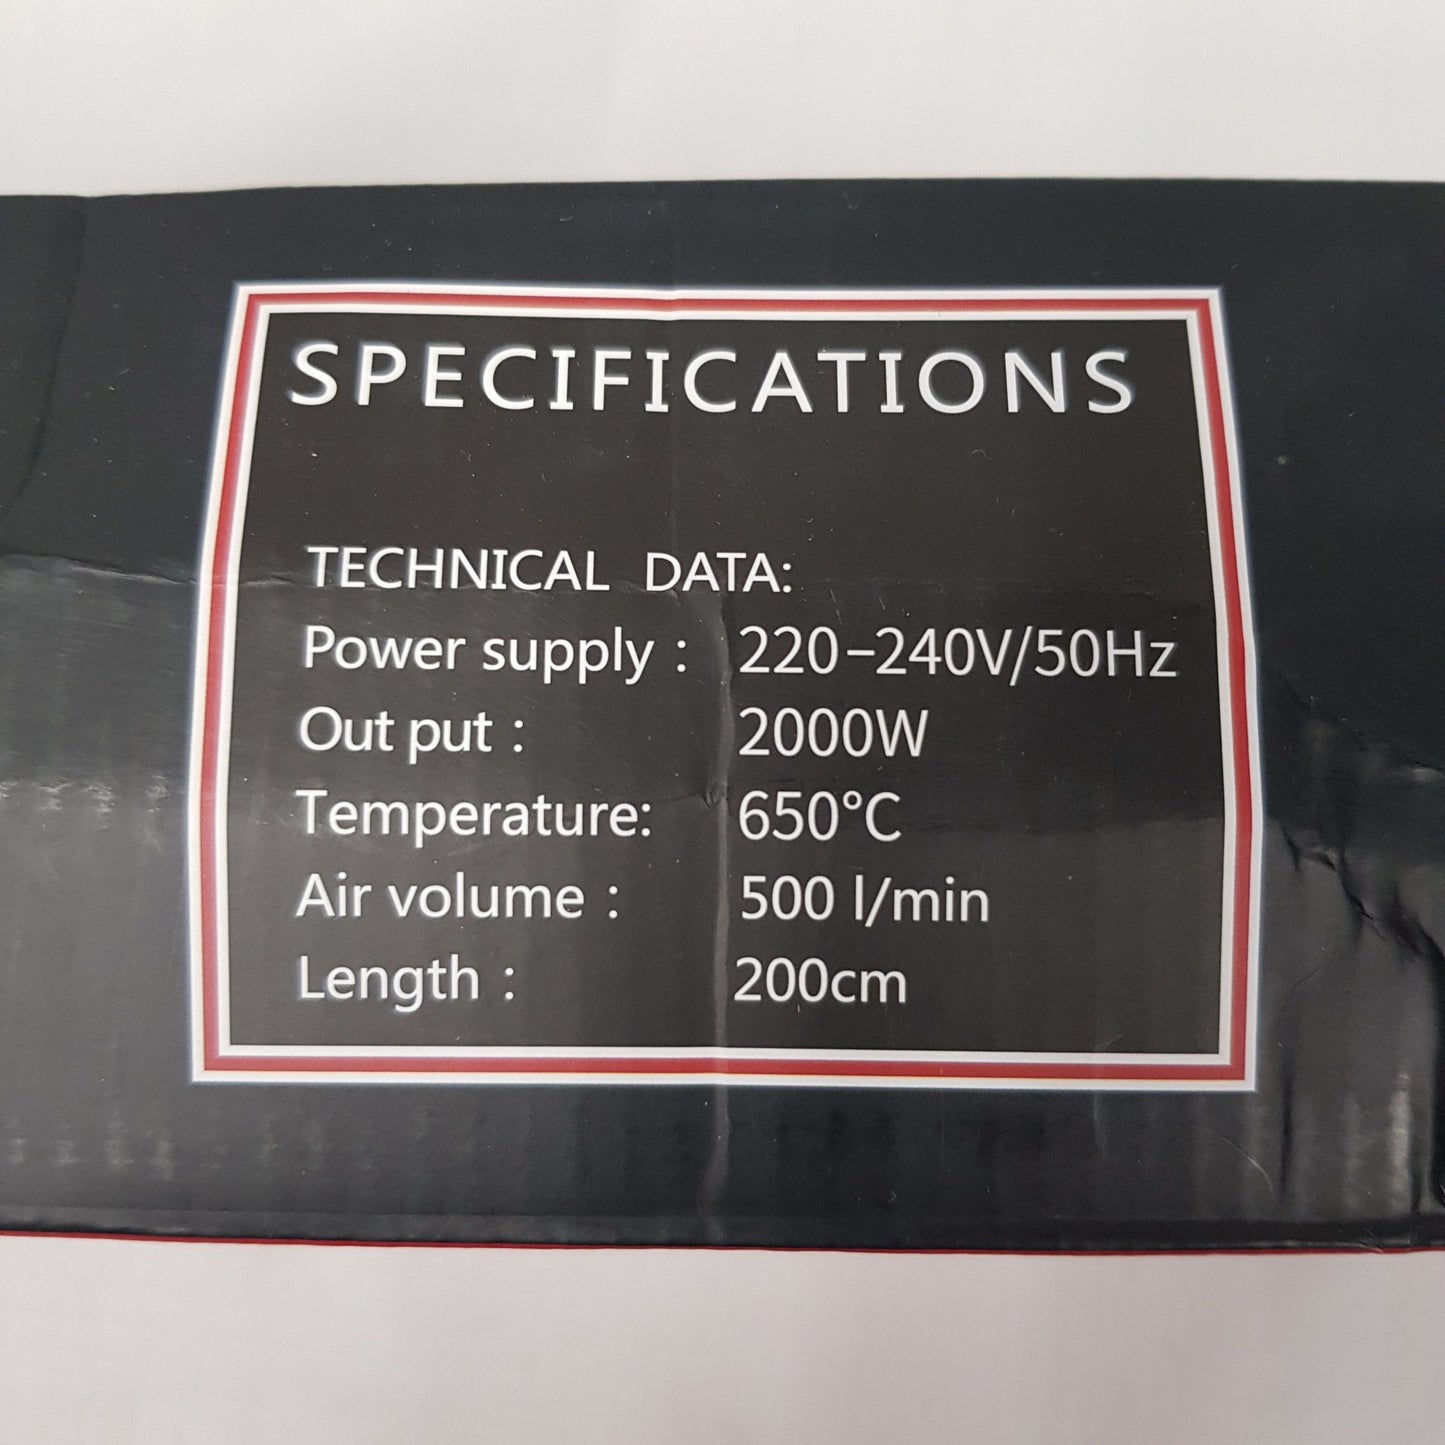 SPECIFICATIONS
TECHNICAL DATA:
Power supply : 220-240V/50Hz
Out put : 2000W
Temperature: 650°C
Air volume : 500 l/min
Length : 200cm